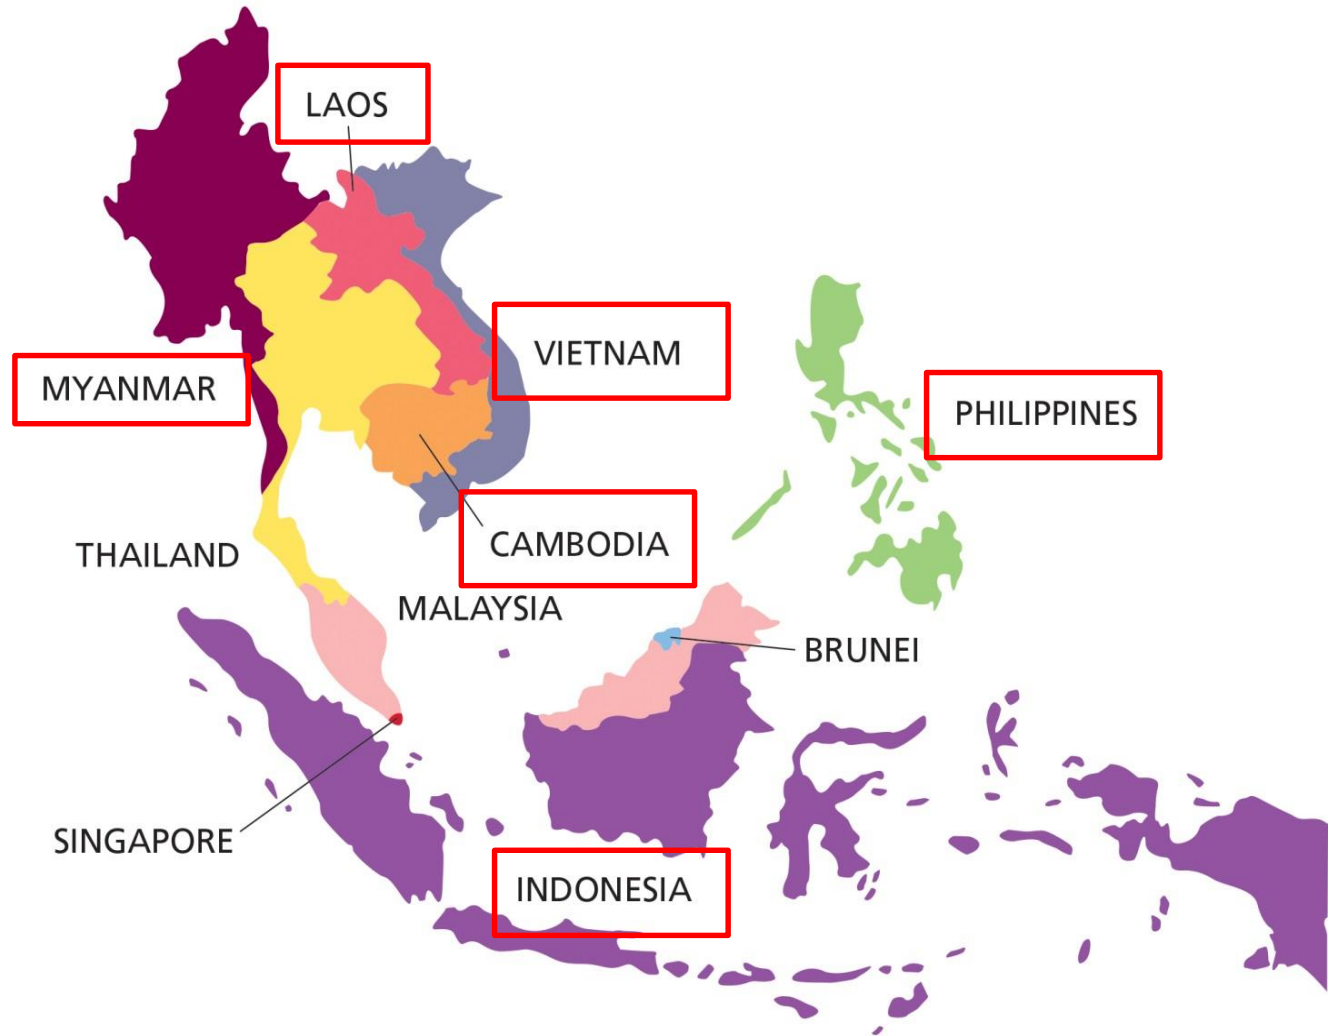 LAOS
VIETNAM
MYANMAR
PHILIPPINES
CAMBODIA
THAILAND
MALAYSIA
BRUNEI
SINGAPORE
INDONESIA